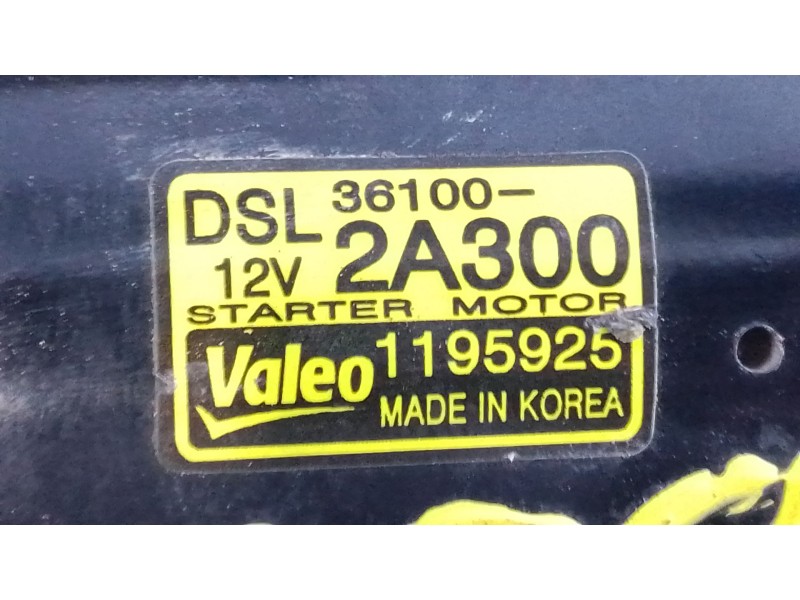 DSL 36100-
12V 2A300
STARTER MOTOR
Valeo 1195925
MADE IN KOREA